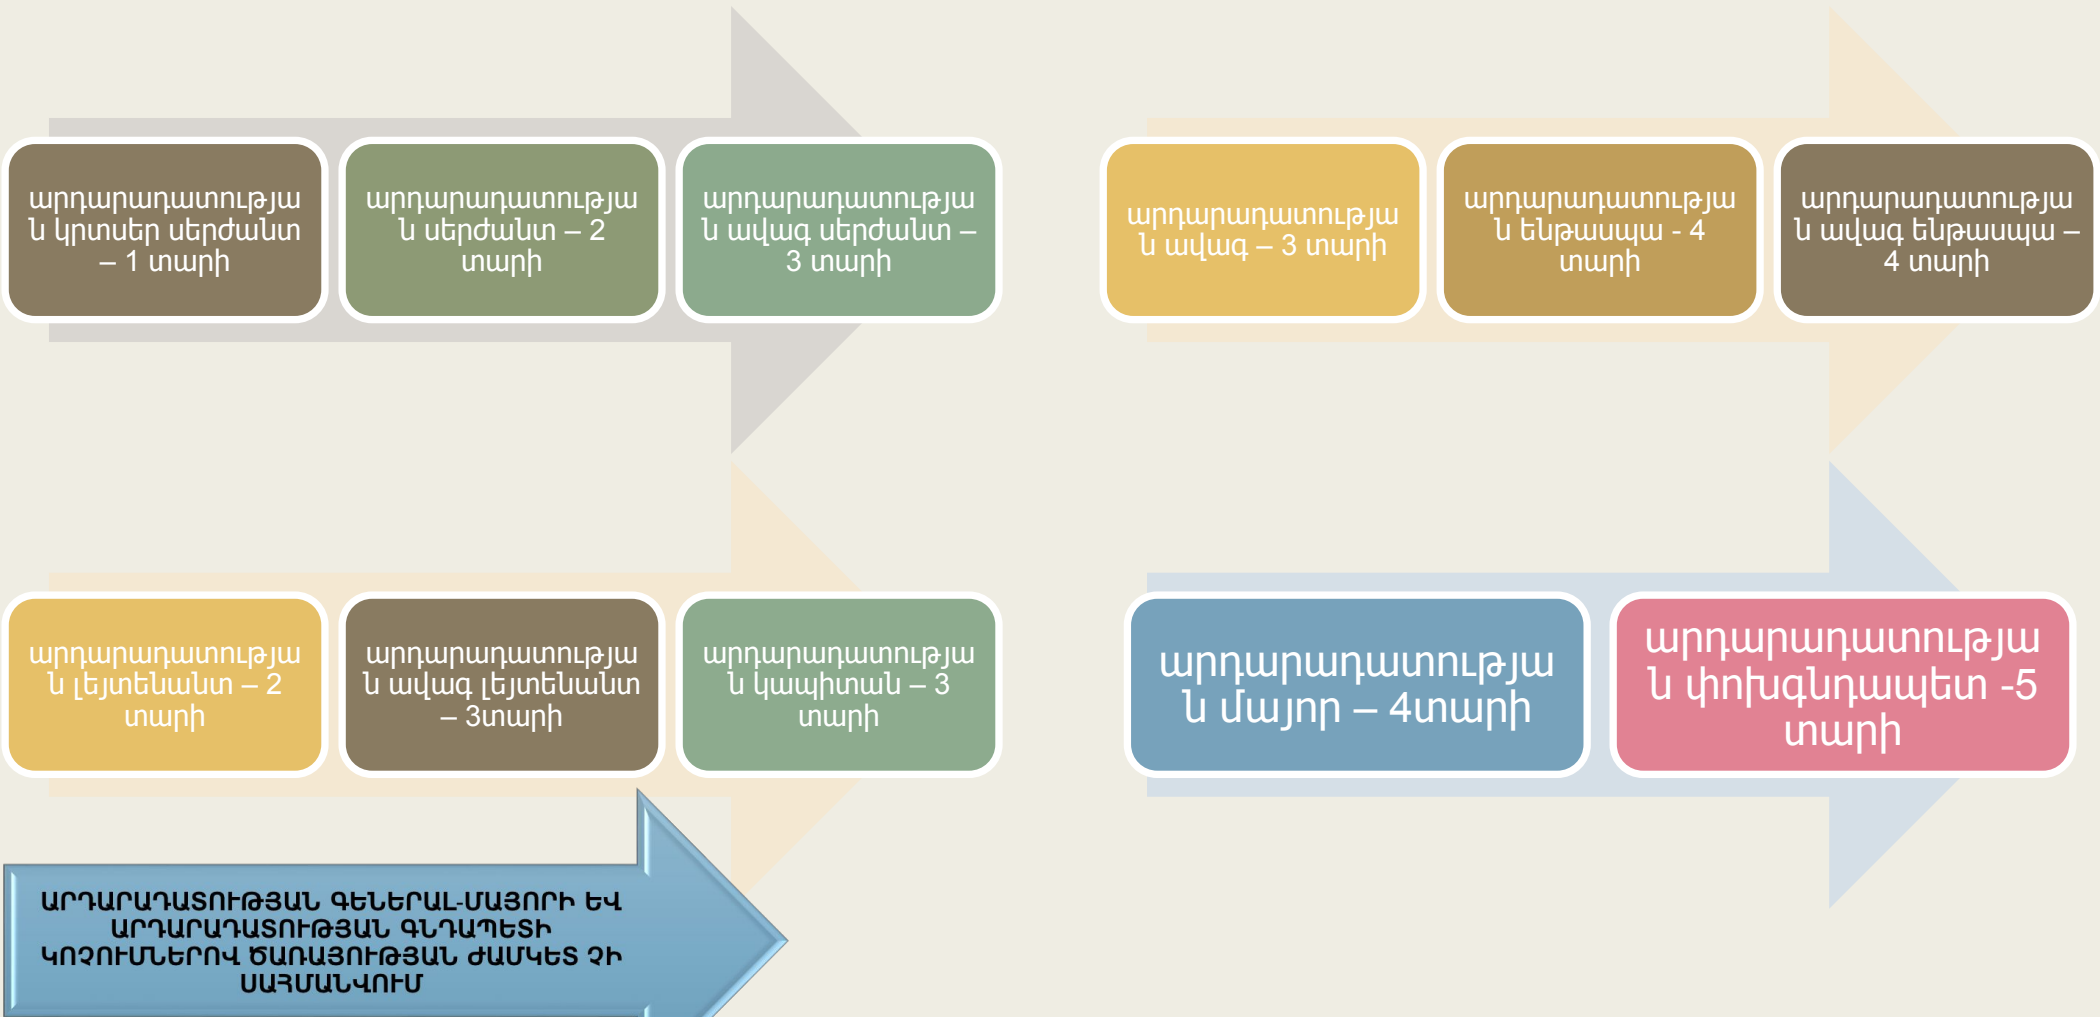 արդարադատությա
ն կրտսեր սերժանտ
– 1 տարի
արդարադատությա
ն սերժանտ – 2
տարի
արդարադատությա
ն ավագ սերժանտ –
3 տարի
արդարադատությա
ն ավագ – 3 տարի
արդարադատությա
ն ենթասպա - 4
տարի
արդարադատությա
ն ավագ ենթասպա –
4 տարի
արդարադատությա
ն լեյտենանտ – 2
տարի
արդարադատությա
ն ավագ լեյտենանտ
– 3տարի
արդարադատությա
ն կապիտան – 3
տարի
արդարադատությա
ն մայոր – 4տարի
արդարադատությա
ն փոխգնդապետ -5
տարի
ԱՐԴԱՐԱԴԱՏՈՒԹՅԱՆ ԳԵՆԵՐԱԼ-ՄԱՅՈՐԻ ԵՎ
ԱՐԴԱՐԱԴԱՏՈՒԹՅԱՆ ԳՆԴԱՊԵՏԻ
ԿՈՉՈՒՄՆԵՐՈՎ ԾԱՌԱՅՈՒԹՅԱՆ ԺԱՄԿԵՏ ՉԻ
ՍԱՀՄԱՆՎՈՒՄ